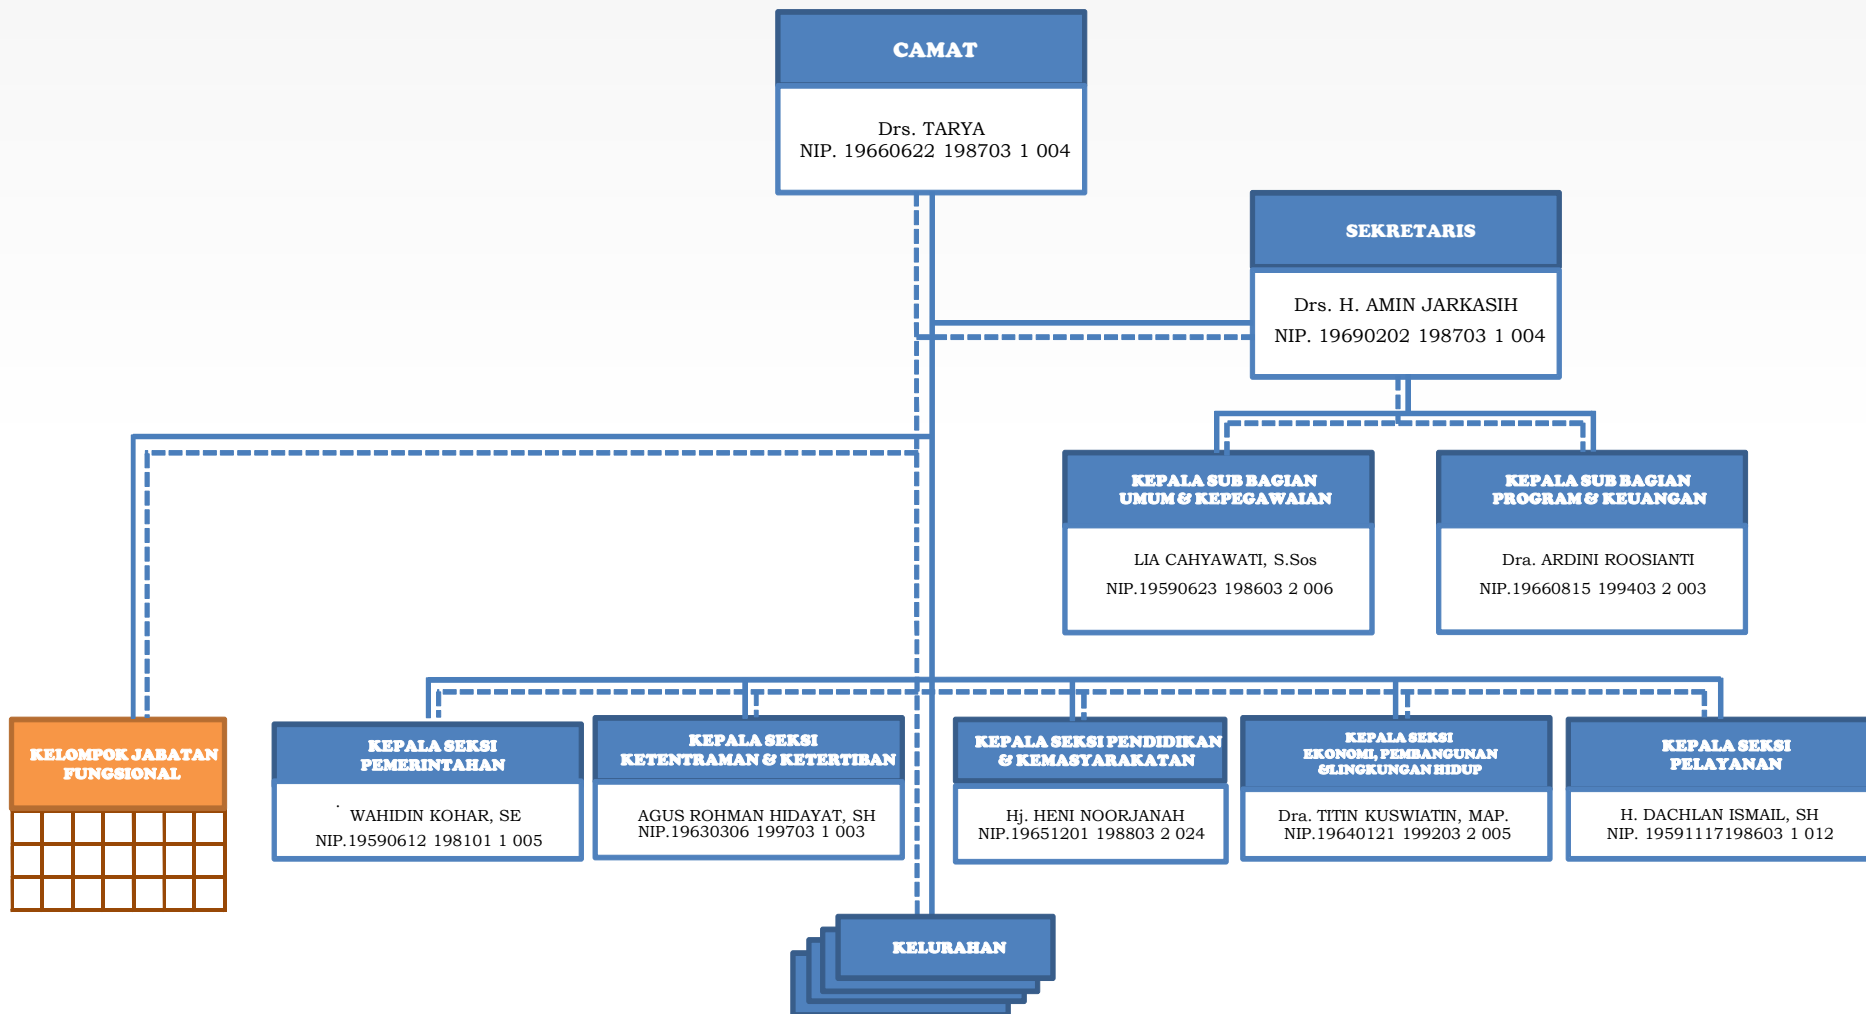 CAMAT
Drs. TARYA
NIP. 19660622 198703 1 004
SEKRETARIS
Drs. H. AMIN JARKASIH
NIP. 19690202 198703 1 004
KEPALA SUB BAGIAN
UMUM & KEPEGAWAIAN
LIA CAHYAWATI, S.Sos
NIP.19590623 198603 2 006
KEPALA SUB BAGIAN
PROGRAM & KEUANGAN
Dra. ARDINI ROOSIANTI
NIP.19660815 199403 2 003
KELOMPOK JABATAN
FUNGSIONAL
KEPALA SEKSI
PEMERINTAHAN
. WAHIDIN KOHAR, SE
NIP.19590612 198101 1 005
KEPALA SEKSI
KETENTRAMAN & KETERTIBAN
AGUS ROHMAN HIDAYAT, SH
NIP.19630306 199703 1 003
KEPALA SEKSI PENDIDIKAN
& KEMASYARAKATAN
Hj. HENI NOORJANAH
NIP.19651201 198803 2 024
KEPALA SEKSI
EKONOMI, PEMBANGUNAN
&LINGKUNGAN HIDUP
Dra. TITIN KUSWIATIN, MAP.
NIP.19640121 199203 2 005
KEPALA SEKSI
PELAYANAN
H. DACHLAN ISMAIL, SH
NIP. 19591117198603 1 012
KELURAHAN